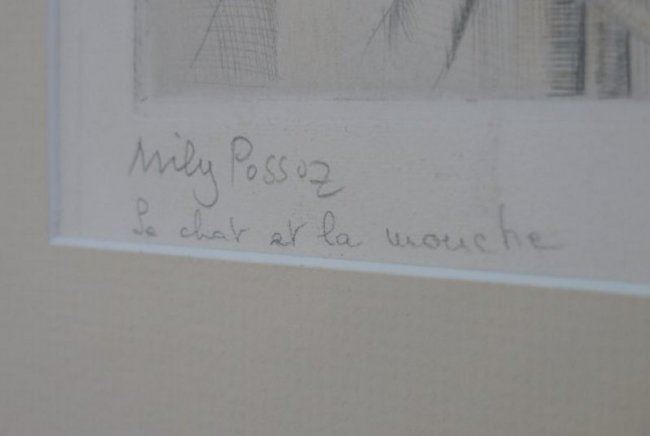 Mily Possoz
Le chat et la mouche